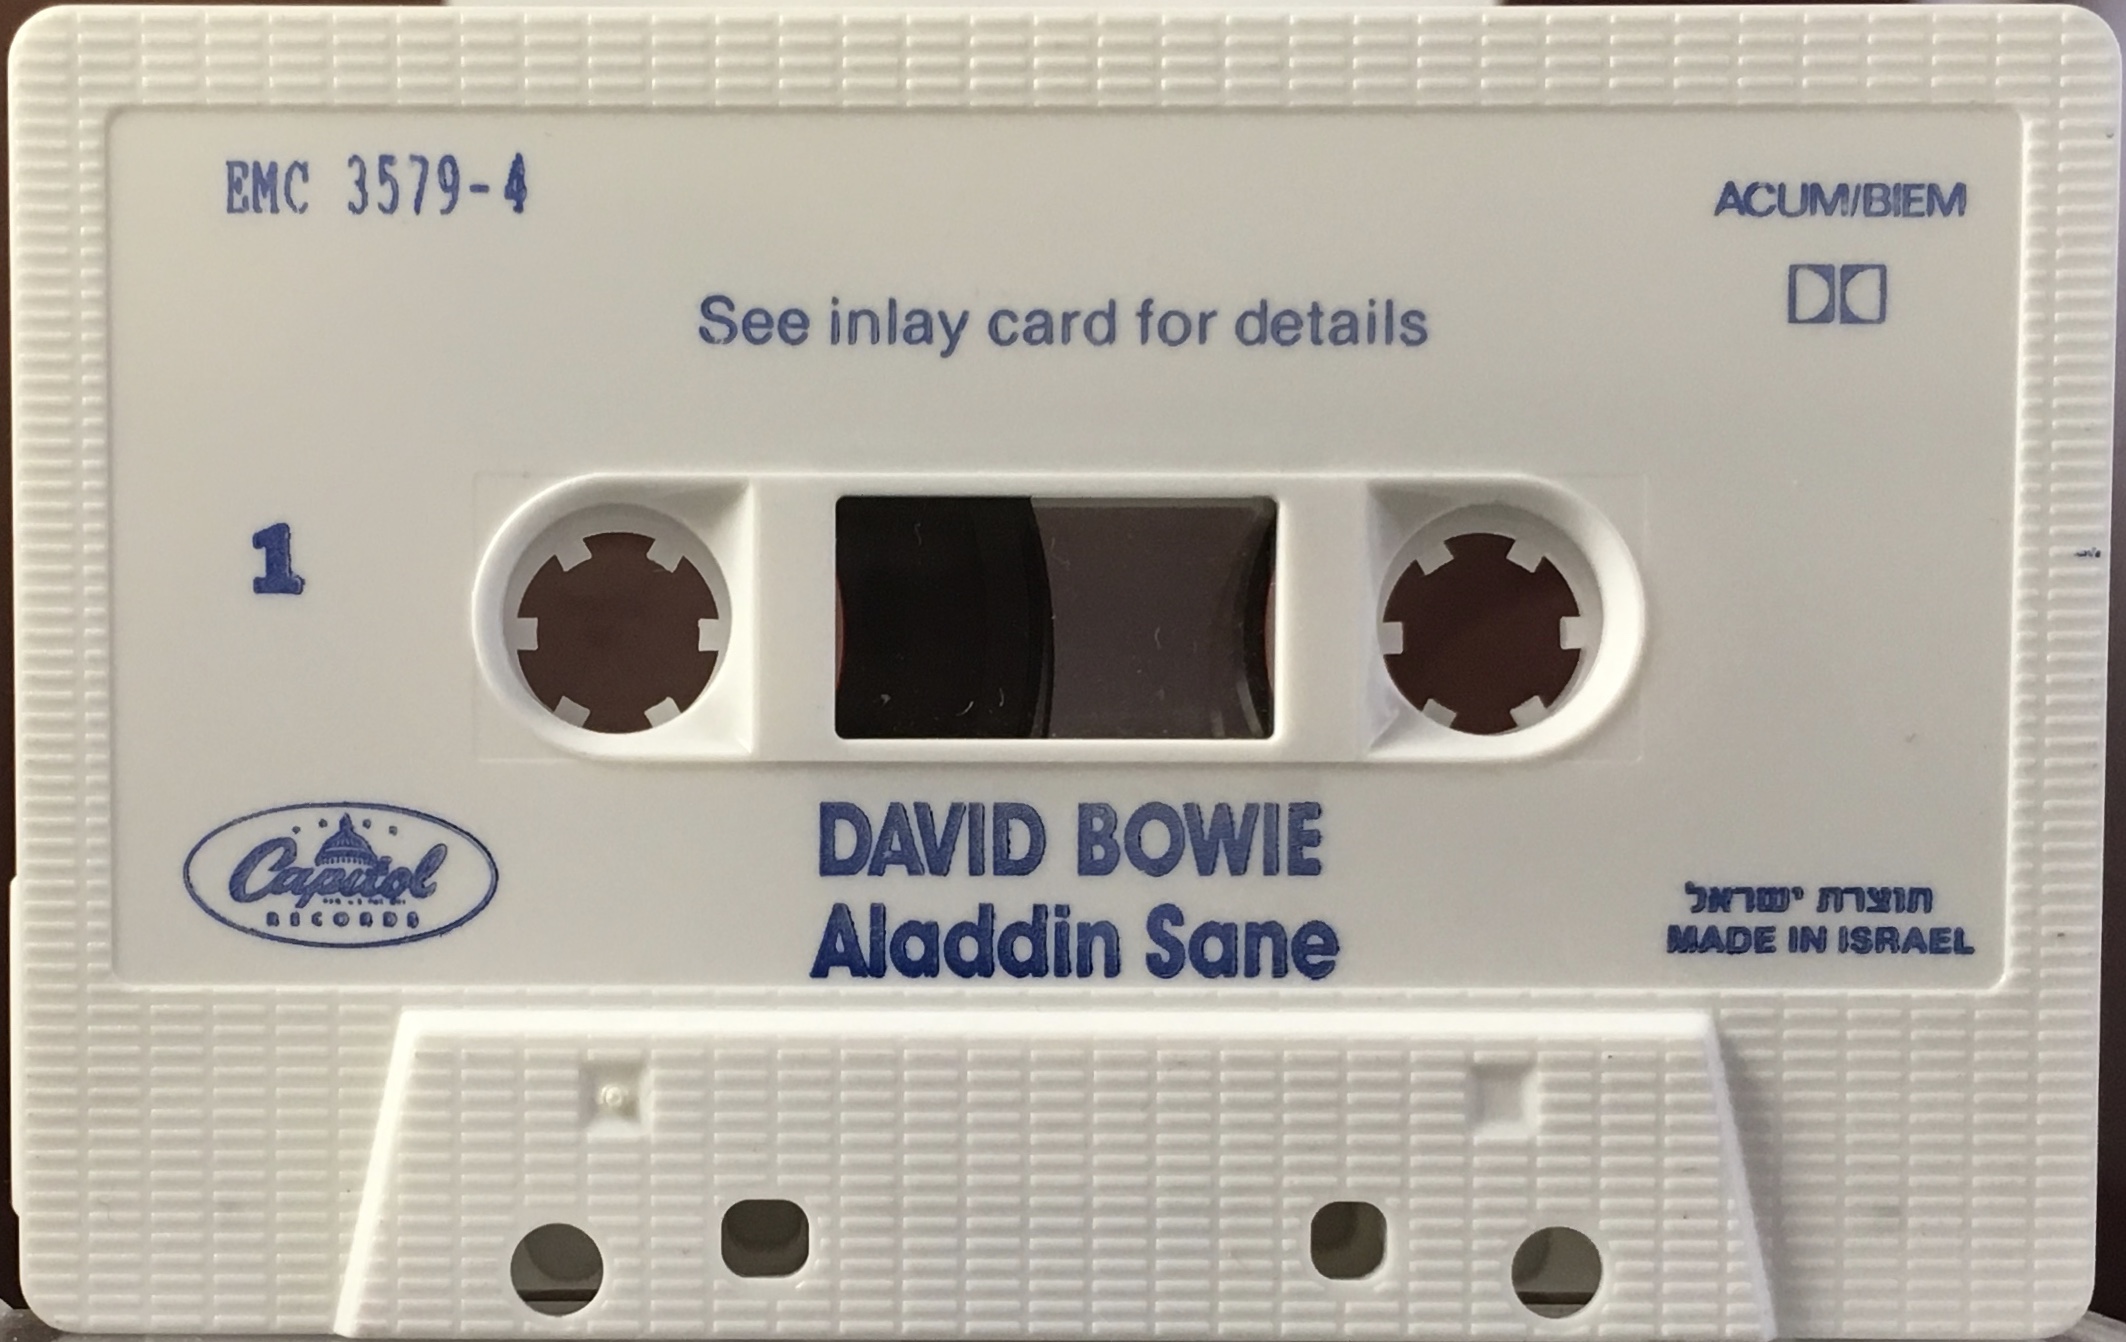 EMC 3579-4
ACUM/BIEM
See inlay card for details
1
Capitol
RECORDS
DAVID BOWIE
Aladdin Sane
תוצרת ישראל
MADE IN ISRAEL